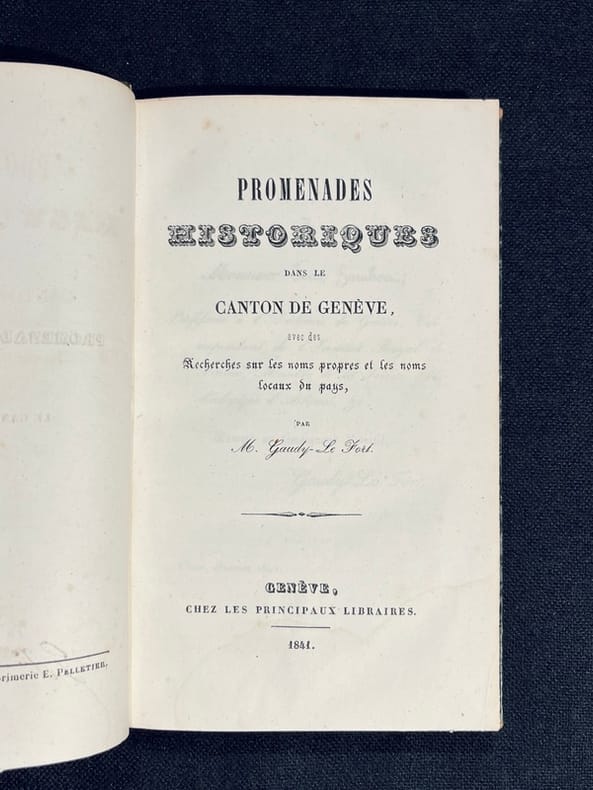 rimerie E. PELLETIER.
PROMENADES
HISTORIQUES
DANS LE
CANTON DE GENÈVE,
avec des
Recherches sur les noms propres et les noms
locaux du pays,
PAR
M. Gaudy-Le Fort.
GENÈVE,
CHEZ LES PRINCIPAUX LIBRAIRES.
1841.